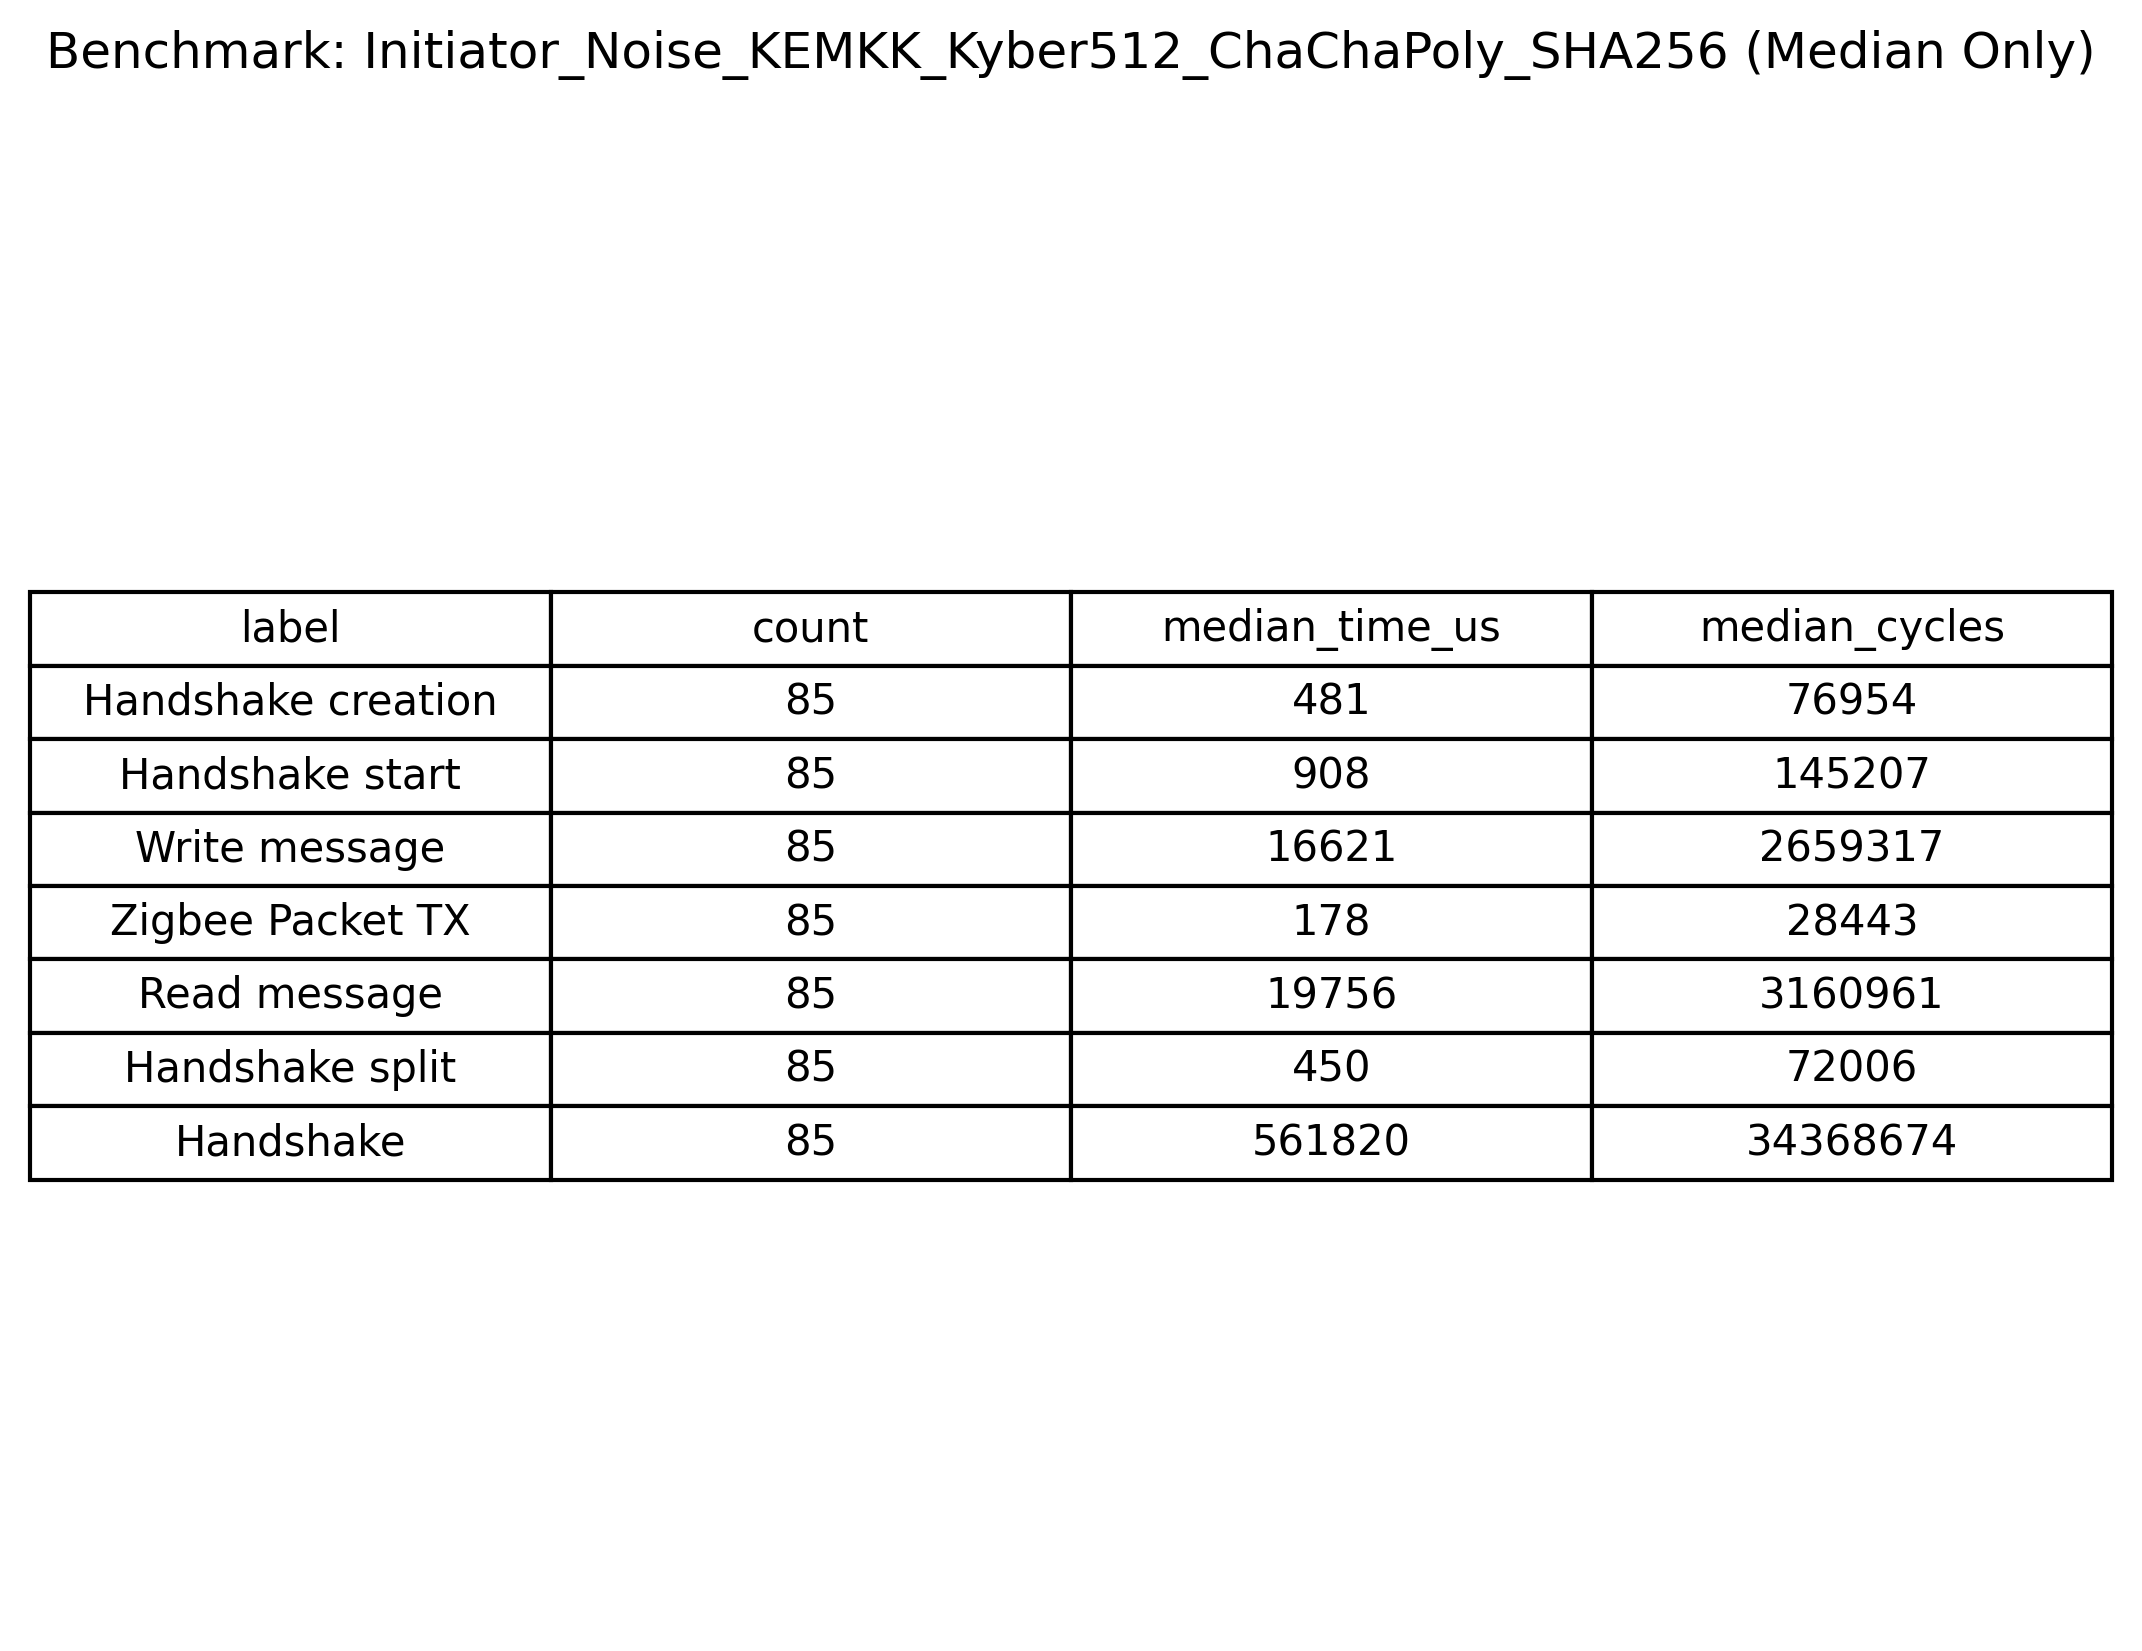 Benchmark: Initiator_Noise_KEMKK_Kyber512_ChaChaPoly_SHA256 (Median Only)
label count median_time_us median_cycles
Handshake creation 85 481 76954
Handshake start 85 908 145207
Write message 85 16621 2659317
Zigbee Packet TX 85 178 28443
Read message 85 19756 3160961
Handshake split 85 450 72006
Handshake 85 561820 34368674